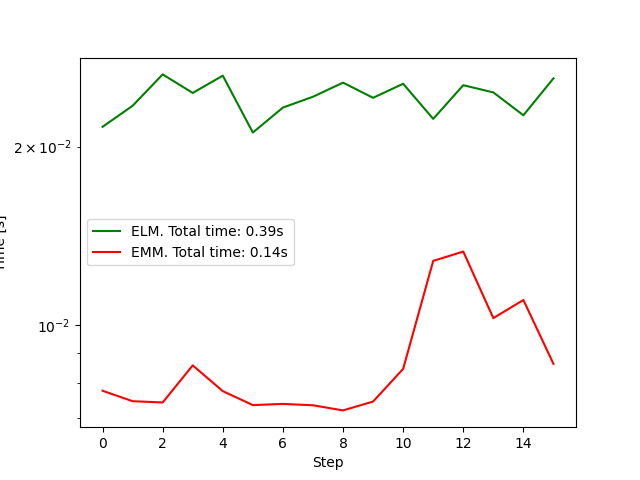 2 × 10⁻²
10⁻²
Time [s]
ELM. Total time: 0.39s
EMM. Total time: 0.14s
0 2 4 6 8 10 12 14
Step